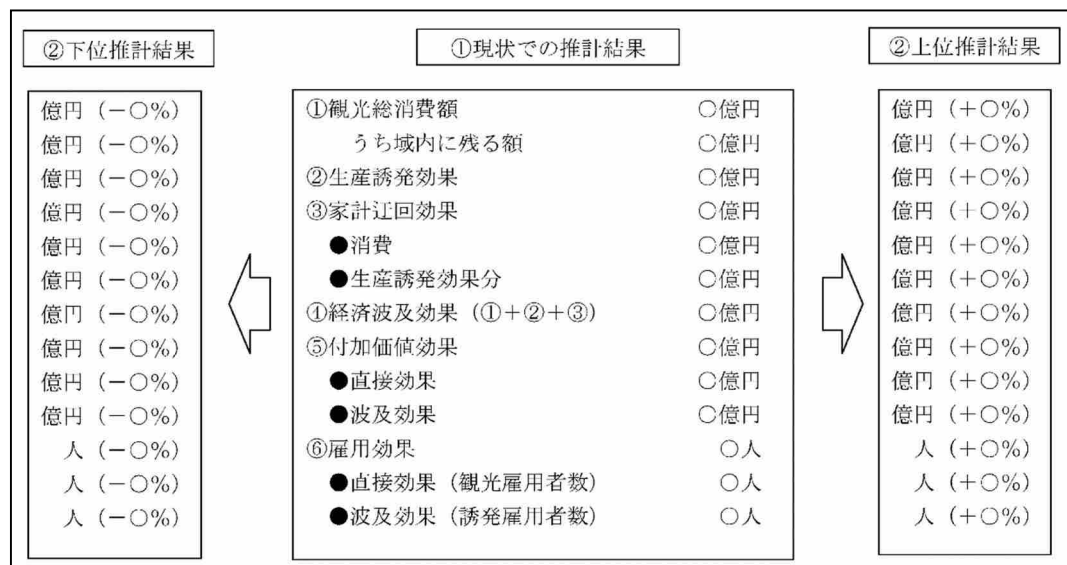 ②下位推計結果
億円（－○%）
億円（－○%）
億円（－○%）
億円（－○%）
億円（－○%）
億円（－○%）
億円（－○%）
億円（－○%）
億円（－○%）
億円（－○%）
人（－○%）
人（－○%）
人（－○%）
①現状での推計結果
①観光総消費額 ○億円
うち域内に残る額 ○億円
②生産誘発効果 ○億円
③家計迂回効果 ○億円
●消費 ○億円
●生産誘発効果分 ○億円
④経済波及効果（①＋②＋③） ○億円
⑤付加価値効果 ○億円
●直接効果 ○億円
●波及効果 ○億円
⑥雇用効果 ○人
●直接効果（観光雇用者数） ○人
●波及効果（誘発雇用者数） ○人
②上位推計結果
億円（＋○%）
億円（＋○%）
億円（＋○%）
億円（＋○%）
億円（＋○%）
億円（＋○%）
億円（＋○%）
億円（＋○%）
億円（＋○%）
億円（＋○%）
人（＋○%）
人（＋○%）
人（＋○%）